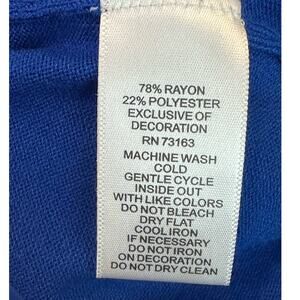 78% RAYON
22% POLYESTER
EXCLUSIVE OF
DECORATION
RN 73163
MACHINE WASH
COLD
GENTLE CYCLE
INSIDE OUT
WITH LIKE COLORS
DO NOT BLEACH
DRY FLAT
COOL IRON
IF NECESSARY
DO NOT IRON
ON DECORATION
DO NOT DRY CLEAN